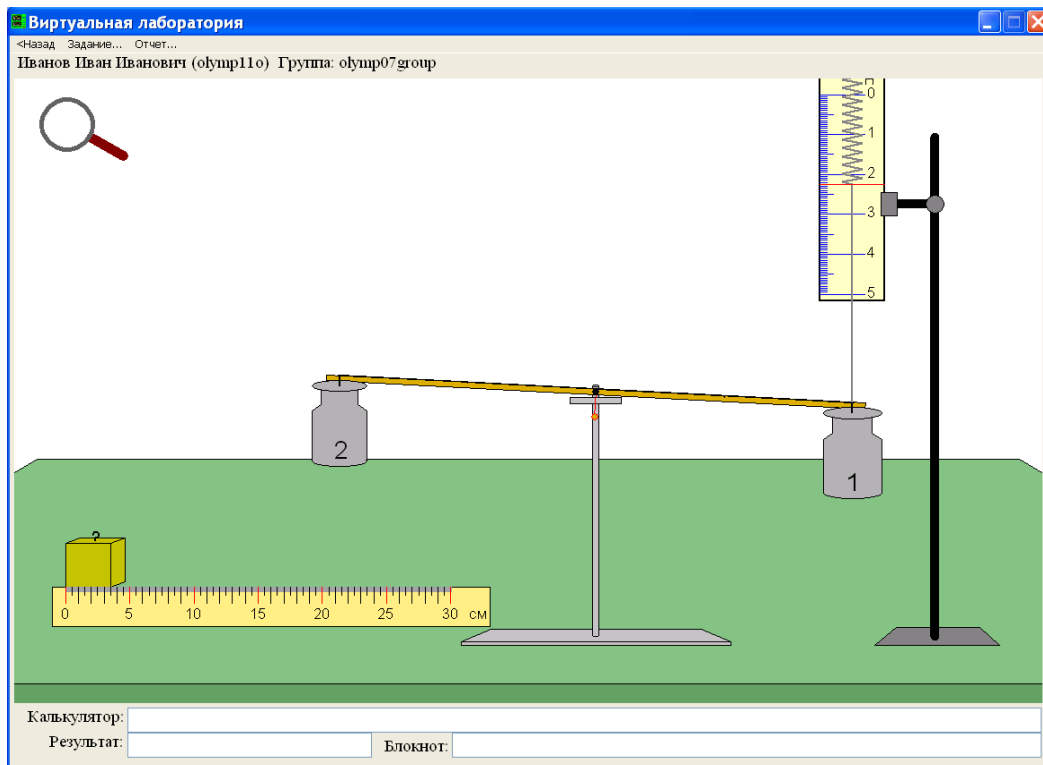 Виртуальная лаборатория
<Назад Задание... Отчет...
Иванов Иван Иванович (olymp11o) Группа: olymp07group
Н
0
1
2
3
4
5
2
1
?
0 5 10 15 20 25 30 см
Калькулятор:
Результат: Блокнот: